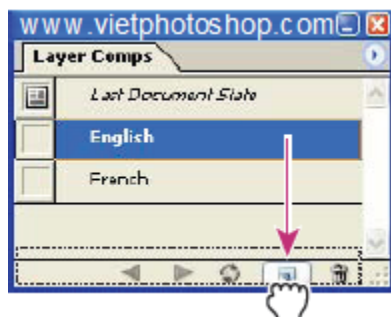 www.vietphotoshop.com
Layer Comps
Last Document State
English
French